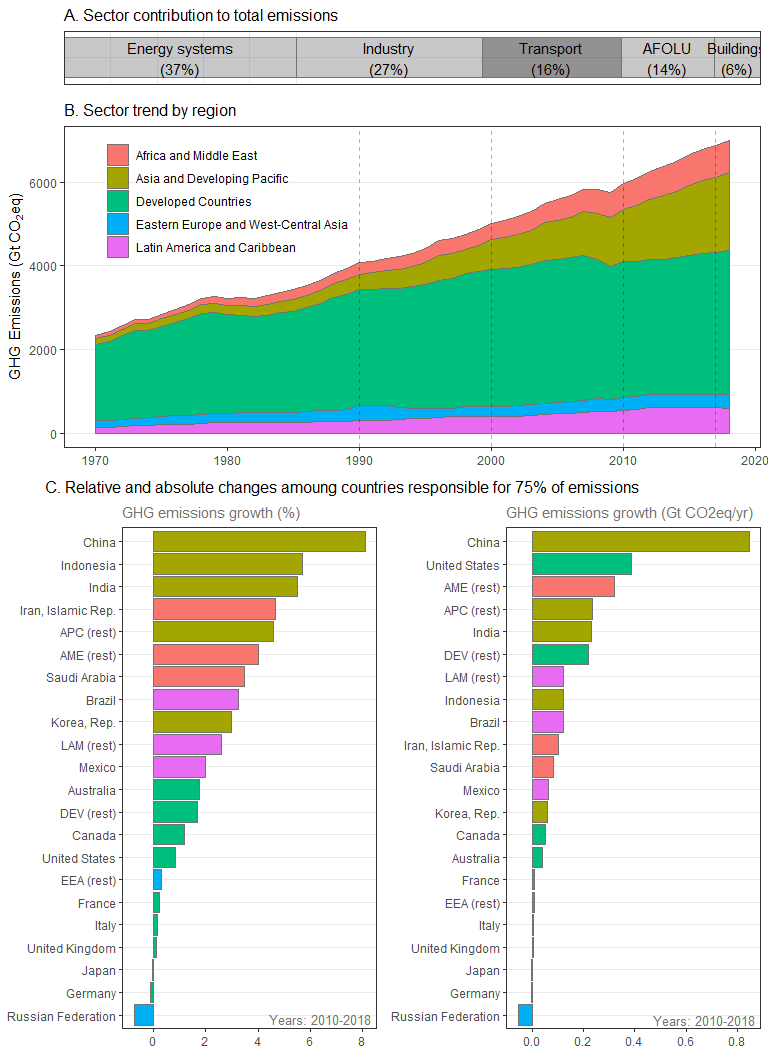 A. Sector contribution to total emissions
Energy systems Industry Transport AFOLU Buildings
(37%) (27%) (16%) (14%) (6%)
B. Sector trend by region
GHG Emissions (Gt CO2eq)
6000
4000
2000
0
Africa and Middle East
Asia and Developing Pacific
Developed Countries
Eastern Europe and West-Central Asia
Latin America and Caribbean
1970 1980 1990 2000 2010 2020
C. Relative and absolute changes amoung countries responsible for 75% of emissions
GHG emissions growth (%)
China
Indonesia
India
Iran, Islamic Rep.
APC (rest)
AME (rest)
Saudi Arabia
Brazil
Korea, Rep.
LAM (rest)
Mexico
Australia
DEV (rest)
Canada
United States
EEA (rest)
France
Italy
United Kingdom
Japan
Germany
Russian Federation
Years: 2010-2018
0 2 4 6 8
GHG emissions growth (Gt CO2eq/yr)
China
United States
AME (rest)
APC (rest)
India
DEV (rest)
LAM (rest)
Indonesia
Brazil
Iran, Islamic Rep.
Saudi Arabia
Mexico
Korea, Rep.
Canada
Australia
France
EEA (rest)
Italy
United Kingdom
Japan
Germany
Russian Federation
Years: 2010-2018
0.0 0.2 0.4 0.6 0.8